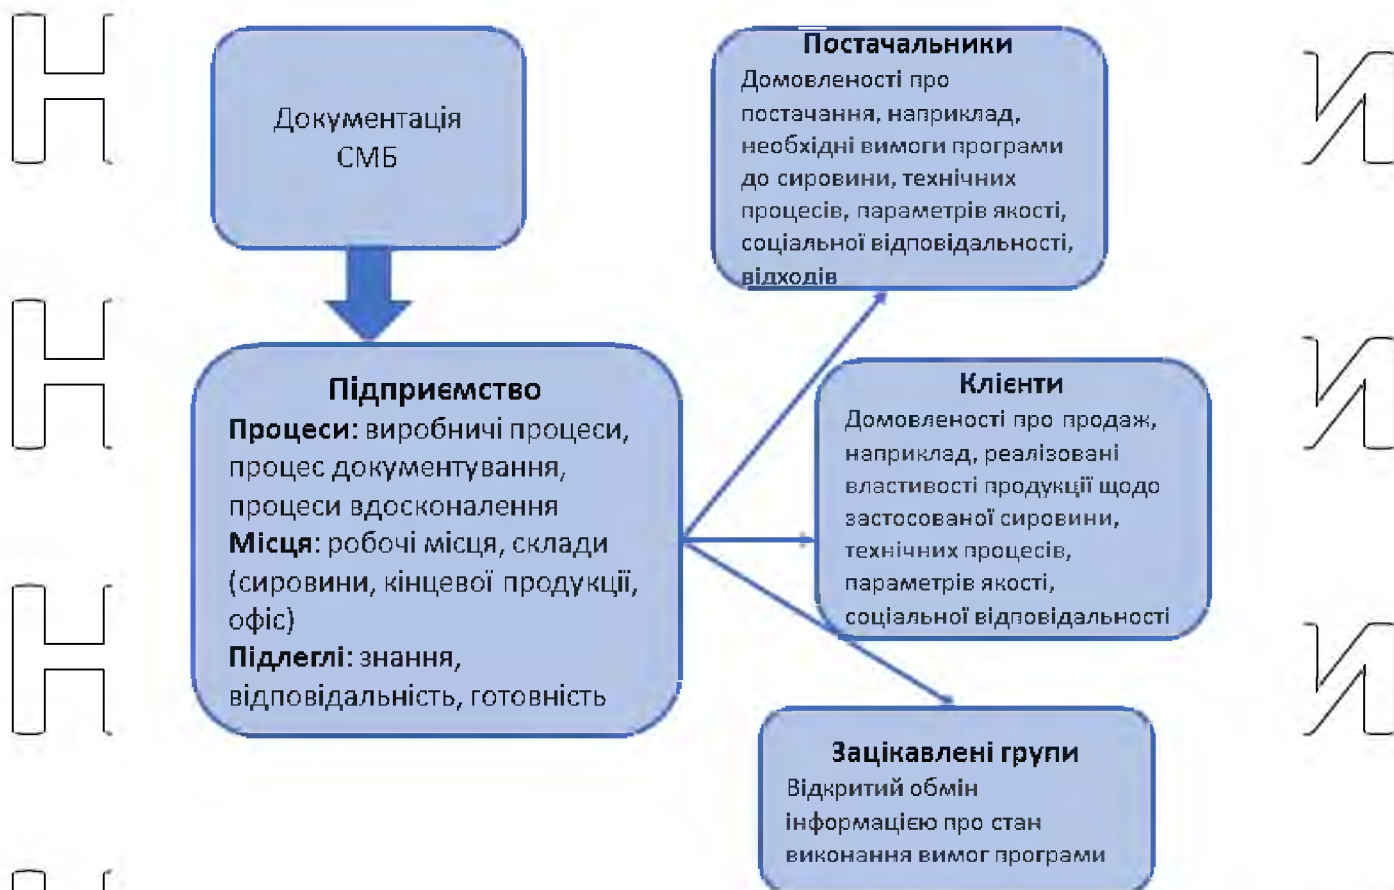 Документація
СМБ
Постачальники
Домовленості про
постачання, наприклад,
необхідні вимоги програми
до сировини, технічних
процесів, параметрів якості,
соціальної відповідальності,
відходів
Підприємство
Процеси: виробничі процеси,
процес документування,
процеси вдосконалення
Місця: робочі місця, склади
(сировини, кінцевої продукції,
офіс)
Підлеглі: знання,
відповідальність, готовність
Клієнти
Домовленості про продаж,
наприклад, реалізовані
властивості продукції щодо
застосованої сировини,
технічних процесів,
параметрів якості,
соціальної відповідальності
Зацікавлені групи
Відкритий обмін
інформацією про стан
виконання вимог програми
Н
Н
Н
И
И
И